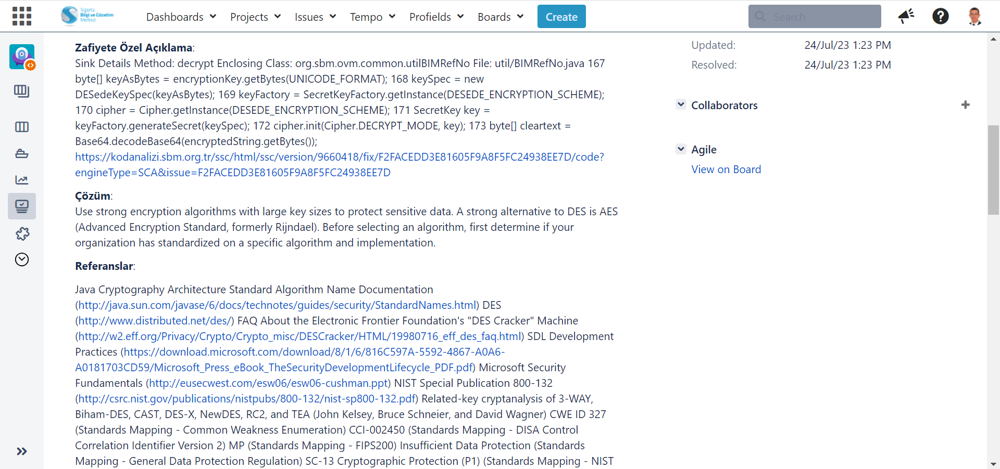 Sigorta
Bilgi ve Gözetim
Merkezi
Dashboards
Projects
Issues
Tempo
Profields
Boards
Create
Search
Zafiyete Özel Açıklama:
Sink Details Method: decrypt Enclosing Class: org.sbm.ovm.common.utilBIMRefNo File: util/BIMRefNo.java 167
byte[] keyAsBytes = encryptionKey.getBytes(UNICODE_FORMAT); 168 keySpec = new
DESedeKeySpec(keyAsBytes); 169 keyFactory = SecretKeyFactory.getInstance(DESEDE_ENCRYPTION_SCHEME);
170 cipher = Cipher.getInstance(DESEDE_ENCRYPTION_SCHEME); 171 SecretKey key =
keyFactory.generateSecret(keySpec); 172 cipher.init(Cipher.DECRYPT_MODE, key); 173 byte[] cleartext =
Base64.decodeBase64(encryptedString.getBytes());
https://kodanalizi.sbm.org.tr/ssc/html/ssc/version/9660418/fix/F2FACEDD3E81605F9A8F5FC24938EE7D/code?
engineType=SCA&issue=F2FACEDD3E81605F9A8F5FC24938EE7D
Çözüm:
Use strong encryption algorithms with large key sizes to protect sensitive data. A strong alternative to DES is AES
(Advanced Encryption Standard, formerly Rijndael). Before selecting an algorithm, first determine if your
organization has standardized on a specific algorithm and implementation.
Referanslar:
Java Cryptography Architecture Standard Algorithm Name Documentation
(http://java.sun.com/javase/6/docs/technotes/guides/security/StandardNames.html) DES
(http://www.distributed.net/des/) FAQ About the Electronic Frontier Foundation's "DES Cracker" Machine
(http://w2.eff.org/Privacy/Crypto/Crypto_misc/DESCracker/HTML/19980716_eff_des_faq.html) SDL Development
Practices (https://download.microsoft.com/download/8/1/6/816C597A-5592-4867-A0A6-
A0181703CD59/Microsoft_Press_eBook_TheSecurityDevelopmentLifecycle_PDF.pdf) Microsoft Security
Fundamentals (http://eusecwest.com/esw06/esw06-cushman.ppt) NIST Special Publication 800-132
(http://csrc.nist.gov/publications/nistpubs/800-132/nist-sp800-132.pdf) Related-key cryptanalysis of 3-WAY,
Biham-DES, CAST, DES-X, NewDES, RC2, and TEA (John Kelsey, Bruce Schneier, and David Wagner) CWE ID 327
(Standards Mapping - Common Weakness Enumeration) CCI-002450 (Standards Mapping - DISA Control
Correlation Identifier Version 2) MP (Standards Mapping - FIPS200) Insufficient Data Protection (Standards
Mapping - General Data Protection Regulation) SC-13 Cryptographic Protection (P1) (Standards Mapping - NIST
Updated: 24/Jul/23 1:23 PM
Resolved: 24/Jul/23 1:23 PM
Collaborators
Agile
View on Board